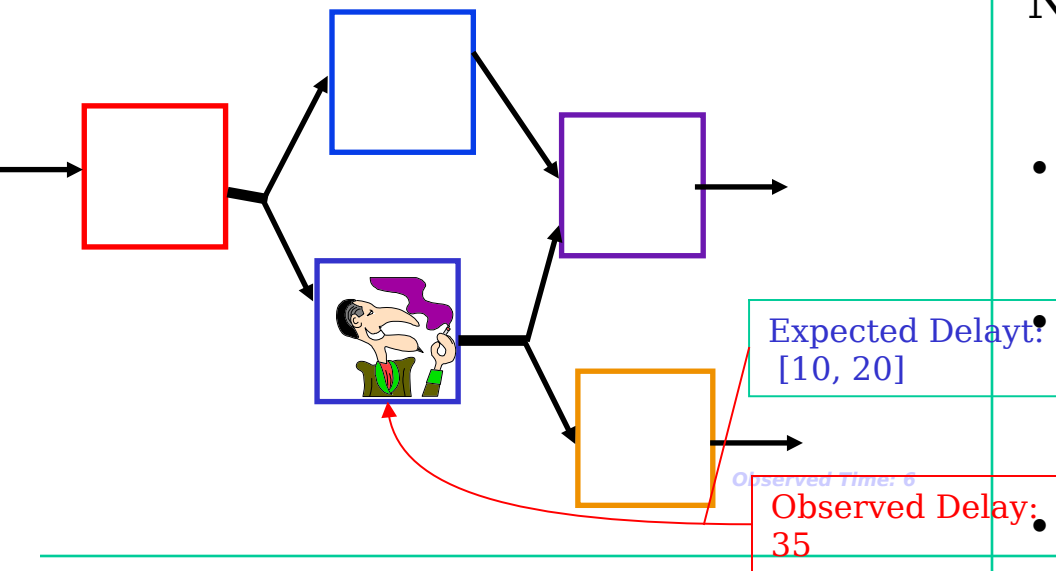 Expected Delayt:
[10, 20]
Observed Time: 6
Observed Delay:
35